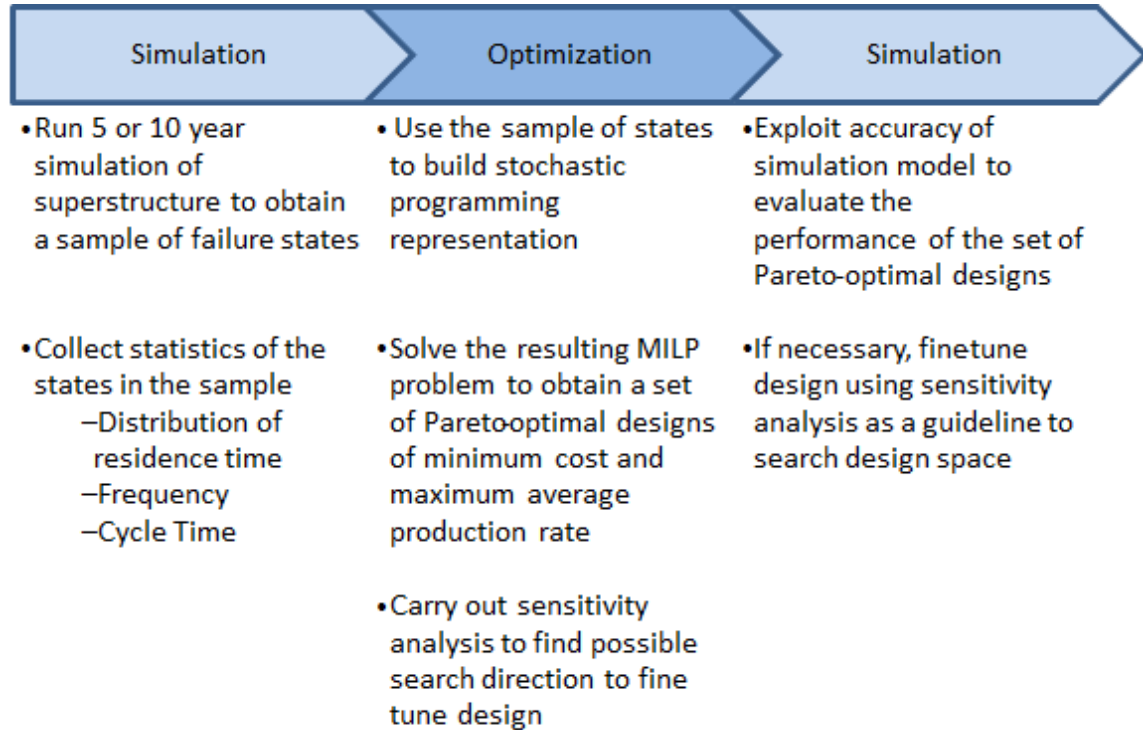 Simulation
Optimization
Simulation
•Run 5 or 10 year
simulation of
superstructure to obtain
a sample of failure states
•Collect statistics of the
states in the sample
–Distribution of
residence time
–Frequency
–Cycle Time
• Use the sample of states
to build stochastic
programming
representation
•Solve the resulting MILP
problem to obtain a set
of Pareto-optimal designs
of minimum cost and
maximum average
production rate
•Carry out sensitivity
analysis to find possible
search direction to fine
tune design
•Exploit accuracy of
simulation model to
evaluate the
performance of the set of
Pareto-optimal designs
•If necessary, finetune
design using sensitivity
analysis as a guideline to
search design space